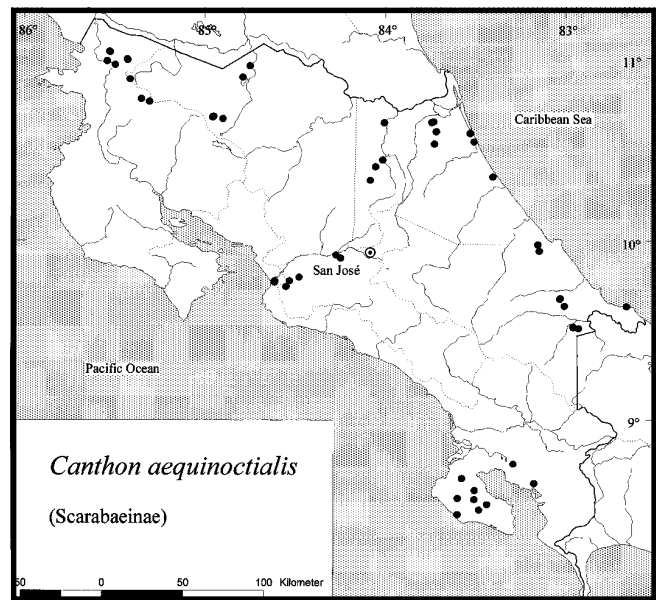 86°
85°
84°
83°
11°
Caribbean Sea
10°
San José
Pacific Ocean
9°
Canthon aequinoctialis
(Scarabaeinae)
50 0 50 100 Kilometer